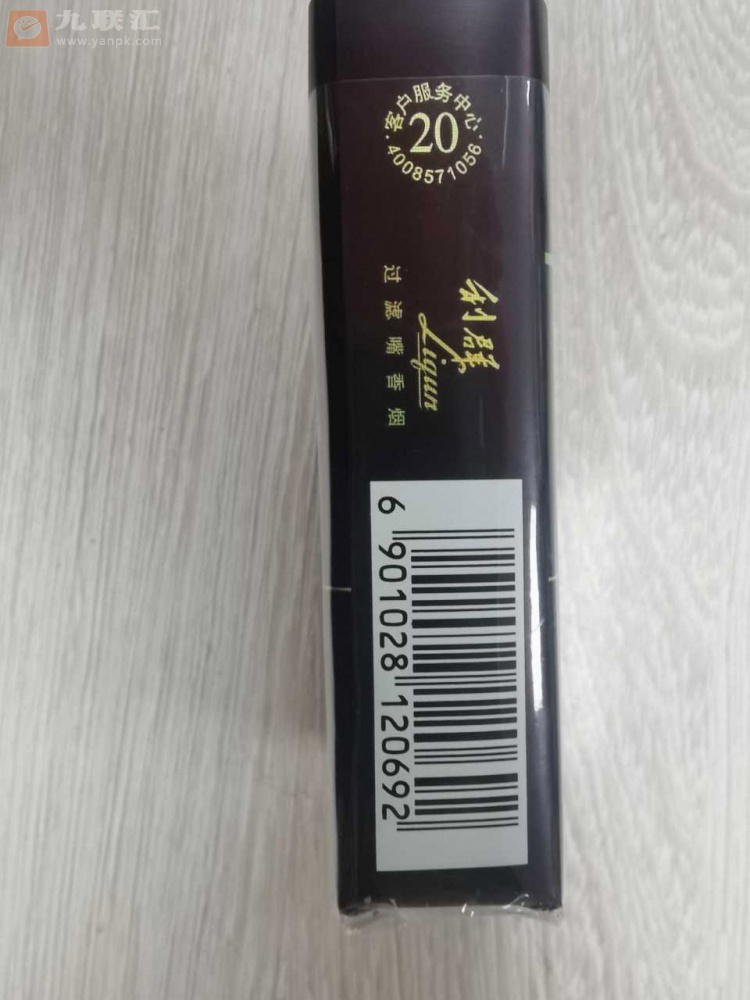 九联汇
www.yanpk.com
客户服务中心
20
4008571056
利群
Liqun
过滤嘴香烟
6 901028 120692